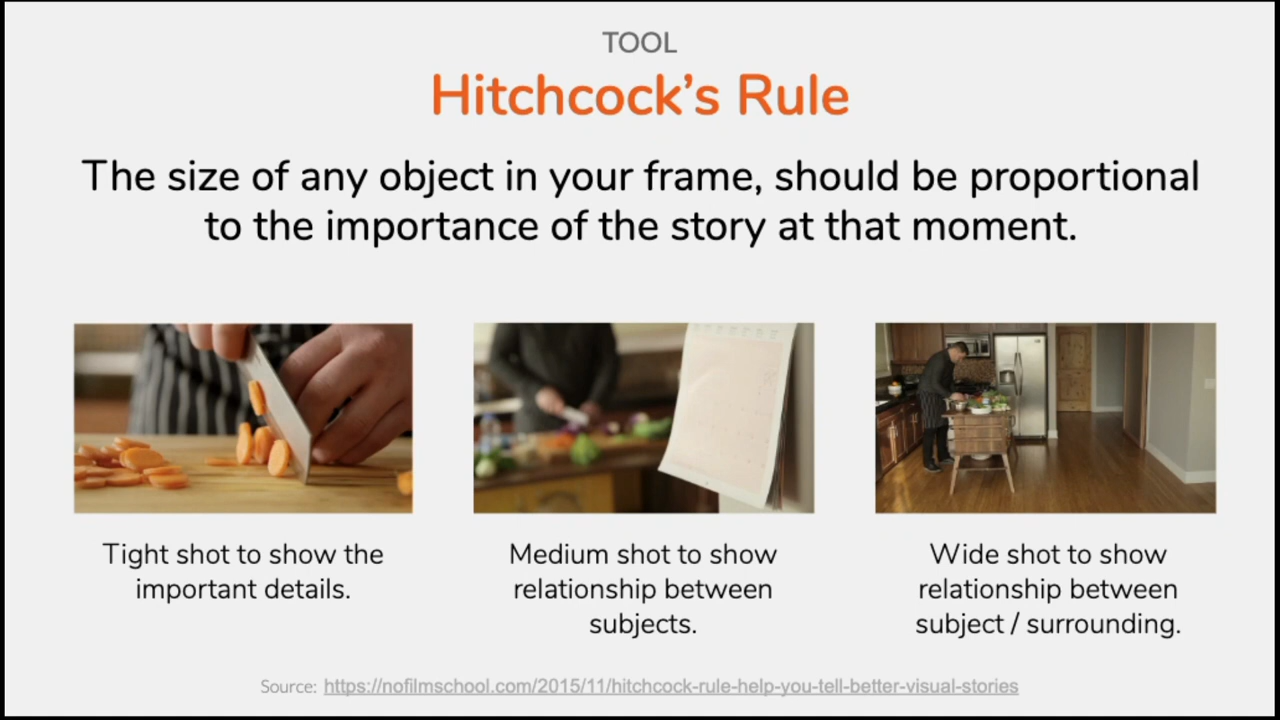 TOOL
Hitchcock’s Rule
The size of any object in your frame, should be proportional
to the importance of the story at that moment.
Tight shot to show the
important details.
Medium shot to show
relationship between
subjects.
Wide shot to show
relationship between
subject / surrounding.
Source: https://nofilmschool.com/2015/11/hitchcock-rule-help-you-tell-better-visual-stories